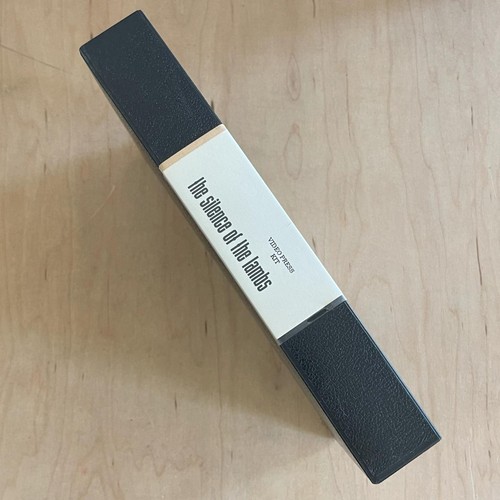 the silence of the lambs
VIDEO PRESS
KIT